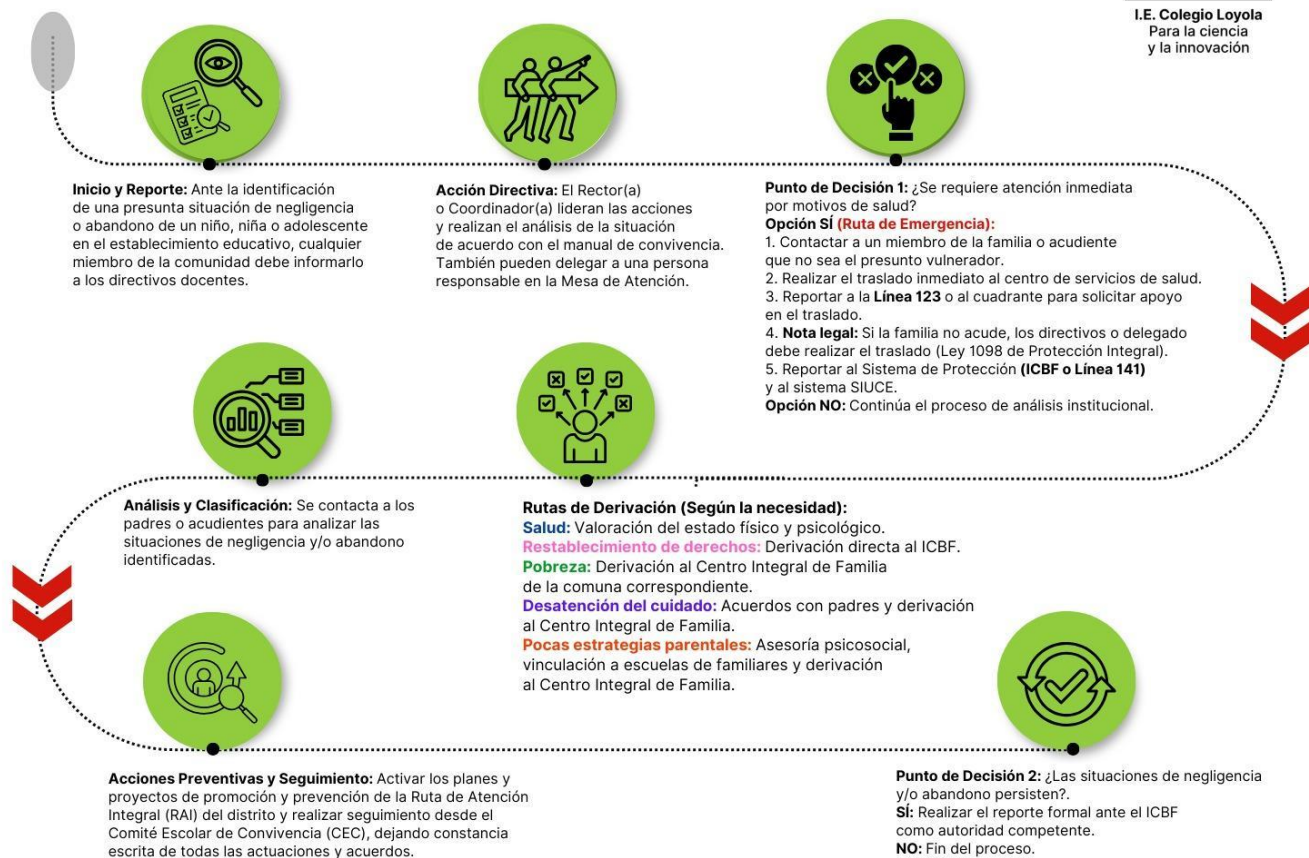 I.E. Colegio Loyola
Para la ciencia
y la innovación
Inicio y Reporte: Ante la identificación
de una presunta situación de negligencia
o abandono de un niño, niña o adolescente
en el establecimiento educativo, cualquier
miembro de la comunidad debe informarlo
a los directivos docentes.
Acción Directiva: El Rector(a)
o Coordinador(a) lideran las acciones
y realizan el análisis de la situación
de acuerdo con el manual de convivencia.
También pueden delegar a una persona
responsable en la Mesa de Atención.
Punto de Decisión 1: ¿Se requiere atención inmediata
por motivos de salud?
Opción SÍ (Ruta de Emergencia):
1. Contactar a un miembro de la familia o acudiente
que no sea el presunto vulnerador.
2. Realizar el traslado inmediato al centro de servicios de salud.
3. Reportar a la Línea 123 o al cuadrante para solicitar apoyo
en el traslado.
4. Nota legal: Si la familia no acude, los directivos o delegado
debe realizar el traslado (Ley 1098 de Protección Integral).
5. Reportar al Sistema de Protección (ICBF o Línea 141)
y al sistema SIUCE.
Opción NO: Continúa el proceso de análisis institucional.
Rutas de Derivación (Según la necesidad):
Salud: Valoración del estado físico y psicológico.
Restablecimiento de derechos: Derivación directa al ICBF.
Pobreza: Derivación al Centro Integral de Familia
de la comuna correspondiente.
Desatención del cuidado: Acuerdos con padres y derivación
al Centro Integral de Familia.
Pocas estrategias parentales: Asesoría psicosocial,
vinculación a escuelas de familiares y derivación
al Centro Integral de Familia.
Análisis y Clasificación: Se contacta a los
padres o acudientes para analizar las
situaciones de negligencia y/o abandono
identificadas.
Acciones Preventivas y Seguimiento: Activar los planes y
proyectos de promoción y prevención de la Ruta de Atención
Integral (RAI) del distrito y realizar seguimiento desde el
Comité Escolar de Convivencia (CEC), dejando constancia
escrita de todas las actuaciones y acuerdos.
Punto de Decisión 2: ¿Las situaciones de negligencia
y/o abandono persisten?.
SÍ: Realizar el reporte formal ante el ICBF
como autoridad competente.
NO: Fin del proceso.